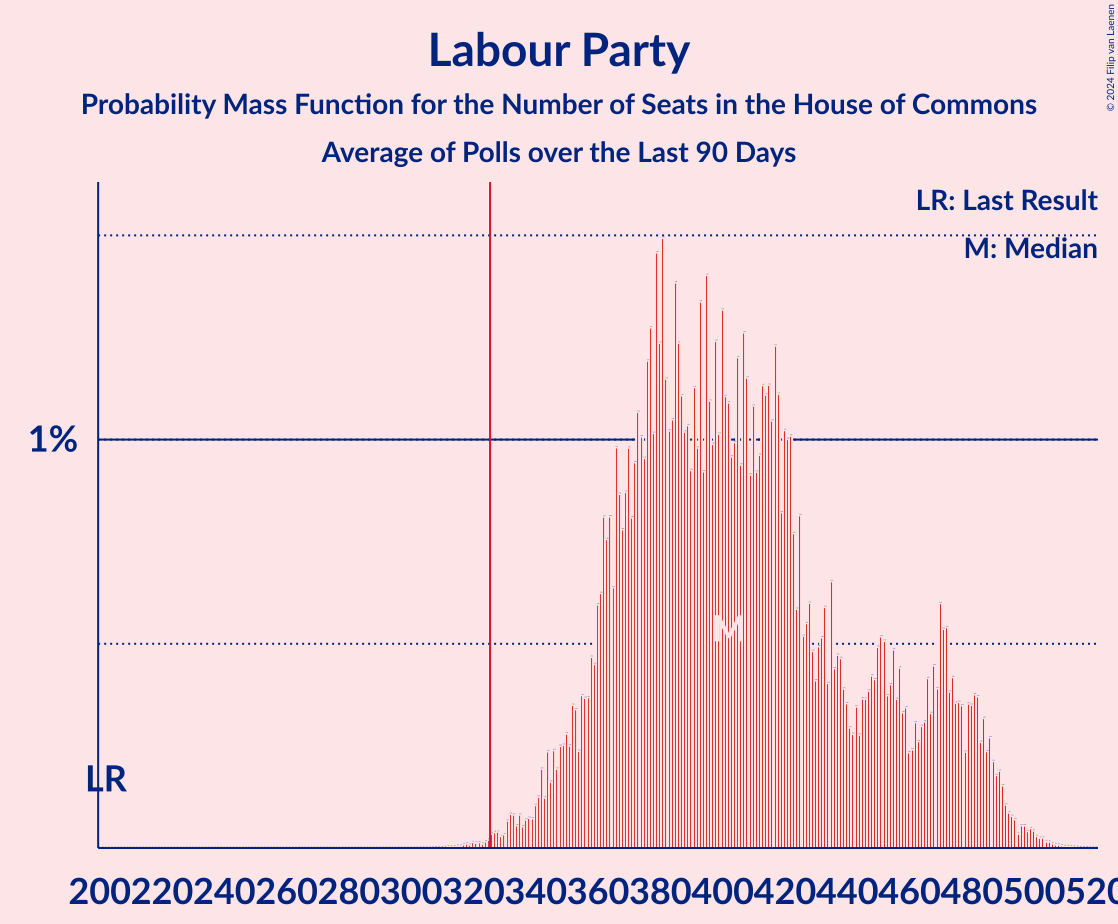 Labour Party
Probability Mass Function for the Number of Seats in the House of Commons
Average of Polls over the Last 90 Days
© 2024 Filip van Laenen
LR: Last Result
M: Median
1%
M
LR
200220240260280300320340360380400420440460480500520